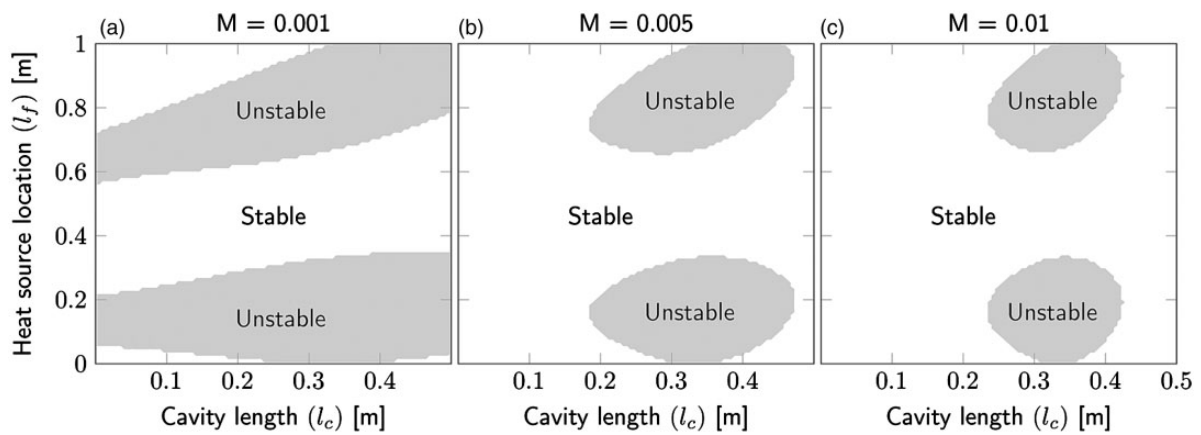 (a) M = 0.001
(b) M = 0.005
(c) M = 0.01
Heat source location (l_f) [m]
1
0.8
0.6
0.4
0.2
0
Unstable
Stable
Unstable
Unstable
Stable
Unstable
Unstable
Stable
Unstable
0.1 0.2 0.3 0.4
0.1 0.2 0.3 0.4
0.1 0.2 0.3 0.4 0.5
Cavity length (l_c) [m]
Cavity length (l_c) [m]
Cavity length (l_c) [m]